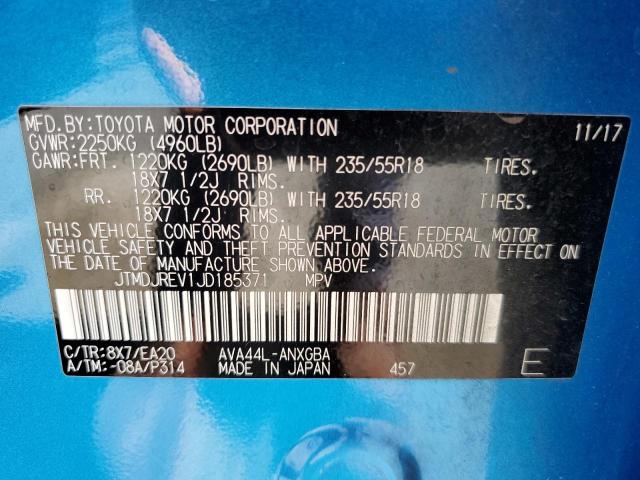 MFD.BY:TOYOTA MOTOR CORPORATION 11/17
GVWR:2250KG (4960LB)
GAWR:FRT. 1220KG (2690LB) WITH 235/55R18 TIRES.
18X7 1/2J RIMS.
RR. 1220KG (2690LB) WITH 235/55R18 TIRES.
18X7 1/2J RIMS.
THIS VEHICLE CONFORMS TO ALL APPLICABLE FEDERAL MOTOR
VEHICLE SAFETY AND THEFT PREVENTION STANDARDS IN EFFECT ON
THE DATE OF MANUFACTURE SHOWN ABOVE.
JTMDJREV1JD185371 MPV
C/TR:8X7/EA20 AVA44L-ANXGBA
A/TM:-08A/P314 MADE IN JAPAN 457 E